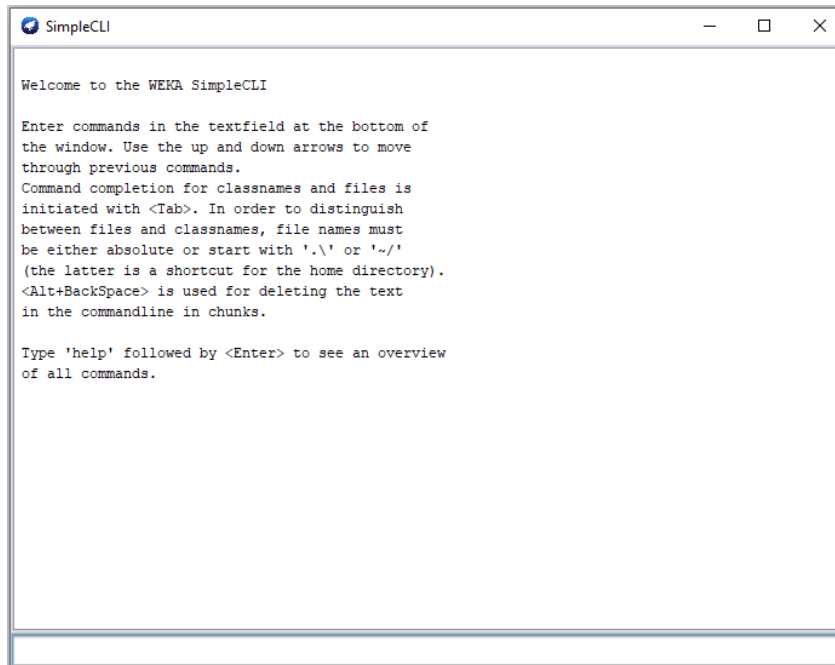 SimpleCLI
Welcome to the WEKA SimpleCLI
Enter commands in the textfield at the bottom of
the window. Use the up and down arrows to move
through previous commands.
Command completion for classnames and files is
initiated with <Tab>. In order to distinguish
between files and classnames, file names must
be either absolute or start with '.\' or '~/'
(the latter is a shortcut for the home directory).
<Alt+BackSpace> is used for deleting the text
in the commandline in chunks.
Type 'help' followed by <Enter> to see an overview
of all commands.